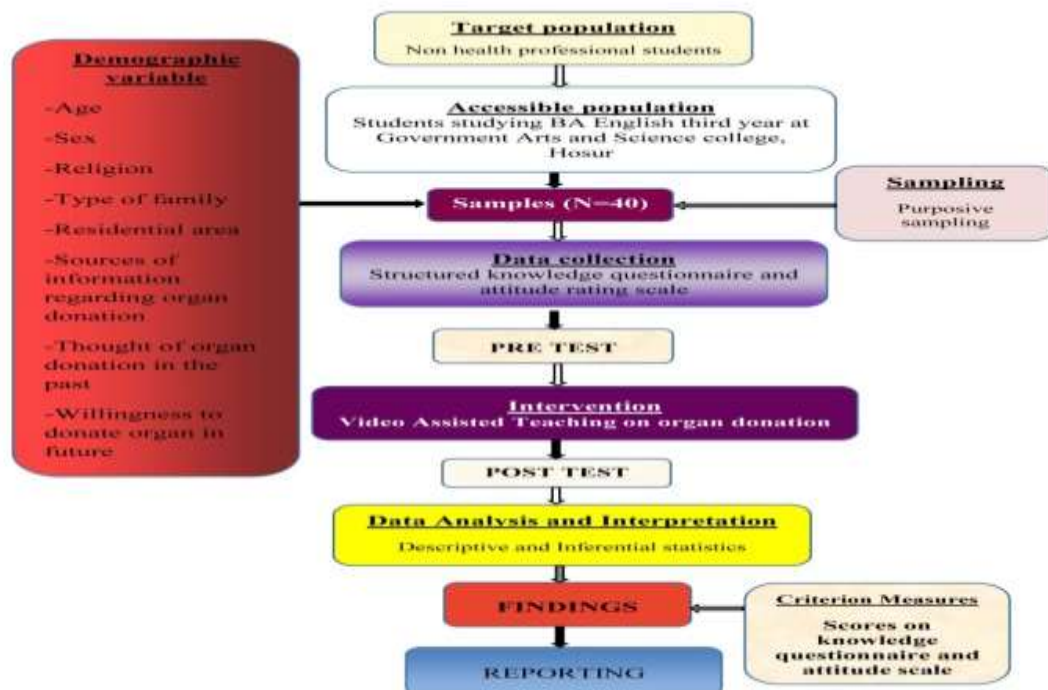 Target population
Non health professional students
Demographic
variable
-Age
-Sex
-Religion
-Type of family
-Residential area
-Sources of
information
regarding organ
donation.
-Thought of organ
donation in the
past
-Willingness to
donate organ in
future
Accessible population
Students studying BA English third year at
Government Arts and Science college,
Hosur
Samples (N=40)
Sampling
Purposive
sampling
Data collection
Structured knowledge questionnaire and
attitude rating scale
PRE TEST
Intervention
Video Assisted Teaching on organ donation
POST TEST
Data Analysis and Interpretation
Descriptive and Inferential statistics
FINDINGS
Criterion Measures
Scores on
knowledge
questionnaire and
attitude scale
REPORTING